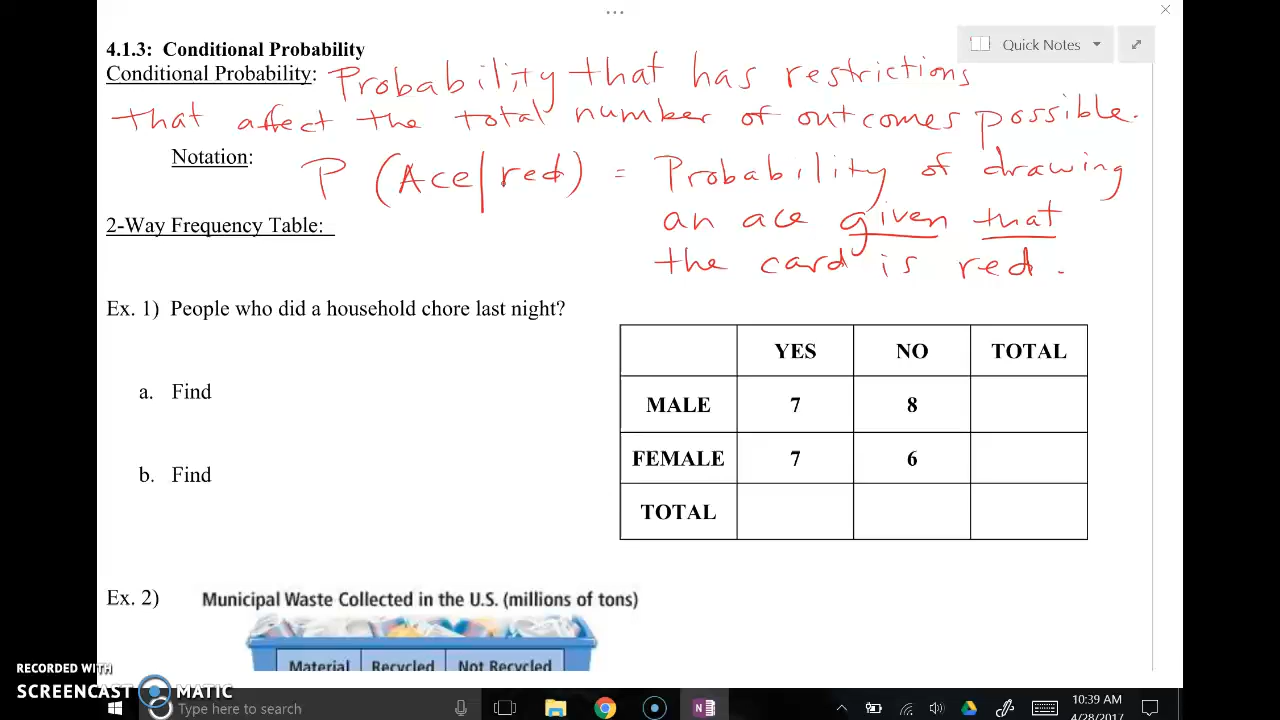 ...
Quick Notes
4.1.3: Conditional Probability
Conditional Probability: Probability that has restrictions
that affect the total number of outcomes possible.
Notation: P (Ace|red) = Probability of drawing
an ace given that
the card is red.
2-Way Frequency Table:
Ex. 1) People who did a household chore last night?
a. Find
b. Find
YES NO TOTAL
MALE 7 8
FEMALE 7 6
TOTAL
Ex. 2) Municipal Waste Collected in the U.S. (millions of tons)
Material Recycled Not Recycled
RECORDED WITH
SCREENCAST MATIC
Type here to search
10:39 AM
4/28/2017